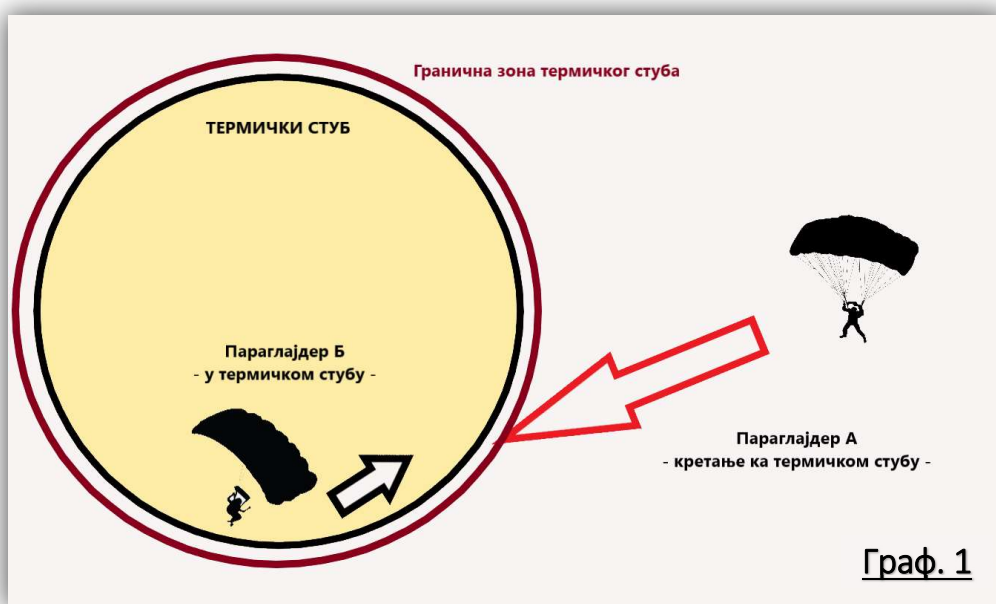 Гранична зона термичког стуба
ТЕРМИЧКИ СТУБ
Параглајдер Б
- у термичком стубу -
Параглајдер А
- кретање ка термичком стубу -
Граф. 1